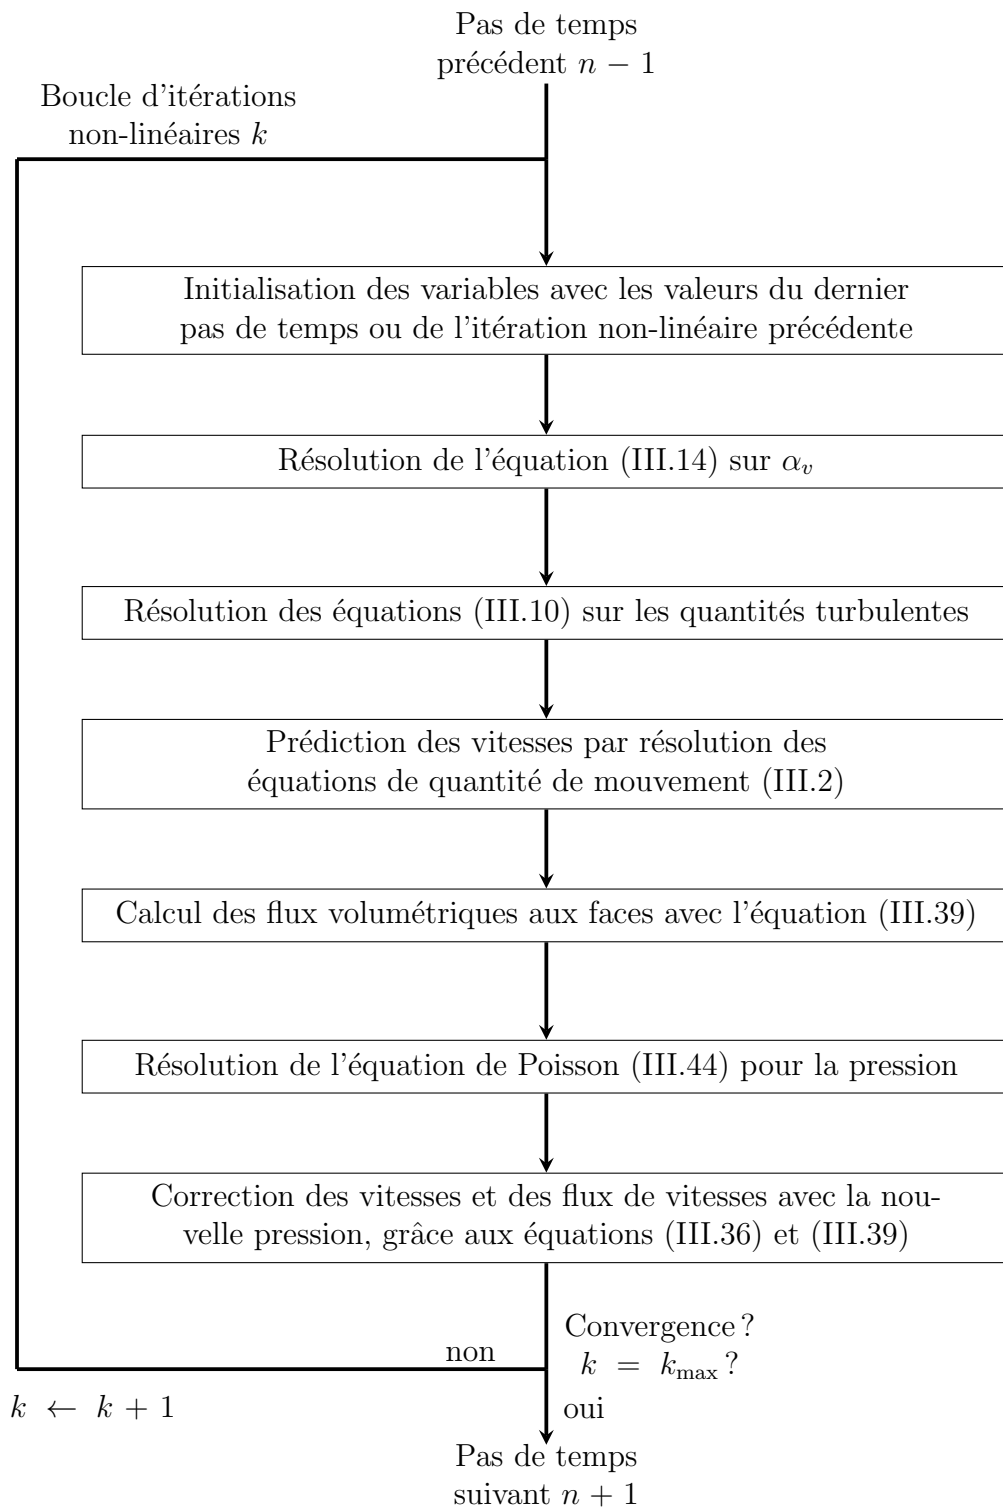 Pas de temps
précédent n − 1
Boucle d'itérations
non-linéaires k
Initialisation des variables avec les valeurs du dernier
pas de temps ou de l'itération non-linéaire précédente
Résolution de l'équation (III.14) sur αᵥ
Résolution des équations (III.10) sur les quantités turbulentes
Prédiction des vitesses par résolution des
équations de quantité de mouvement (III.2)
Calcul des flux volumétriques aux faces avec l'équation (III.39)
Résolution de l'équation de Poisson (III.44) pour la pression
Correction des vitesses et des flux de vitesses avec la nou-
velle pression, grâce aux équations (III.36) et (III.39)
Convergence ?
non
k = k_max ?
k ← k + 1
oui
Pas de temps
suivant n + 1